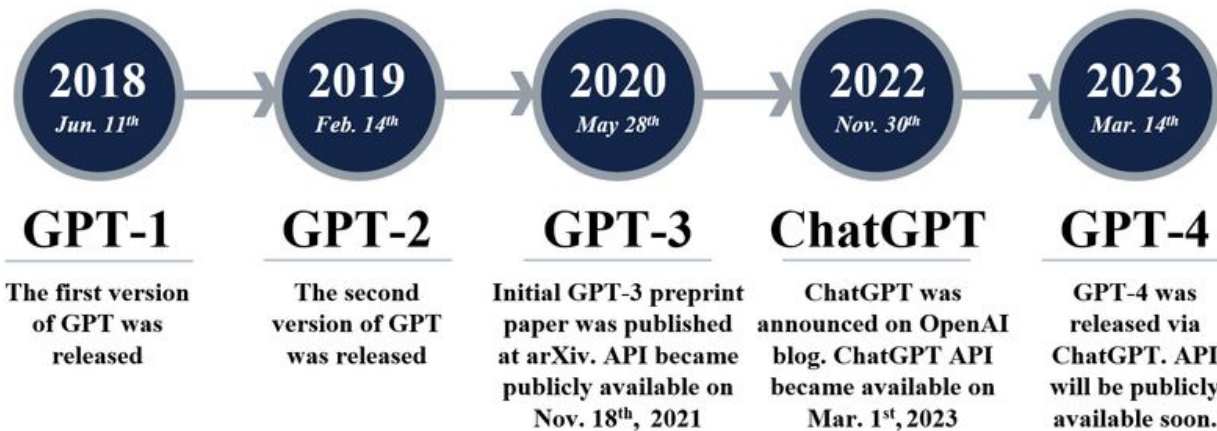 2018
Jun. 11th
2019
Feb. 14th
2020
May 28th
2022
Nov. 30th
2023
Mar. 14th
GPT-1
The first version
of GPT was
released
GPT-2
The second
version of GPT
was released
GPT-3
Initial GPT-3 preprint
paper was published
at arXiv. API became
publicly available on
Nov. 18th, 2021
ChatGPT
ChatGPT was
announced on OpenAI
blog. ChatGPT API
became available on
Mar. 1st, 2023
GPT-4
GPT-4 was
released via
ChatGPT. API
will be publicly
available soon.